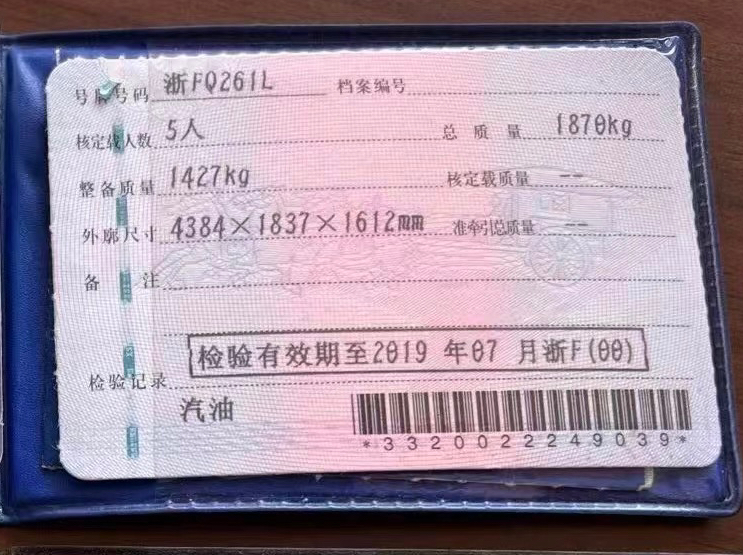 号牌号码 浙FQ261L 档案编号
核定载人数 5人 总质量 1870kg
整备质量 1427kg 核定载质量 --
外廓尺寸 4384×1837×1612mm 准牵引总质量 --
备注
检验有效期至2019年07月浙F(00)
检验记录
汽油
*3320022249039*